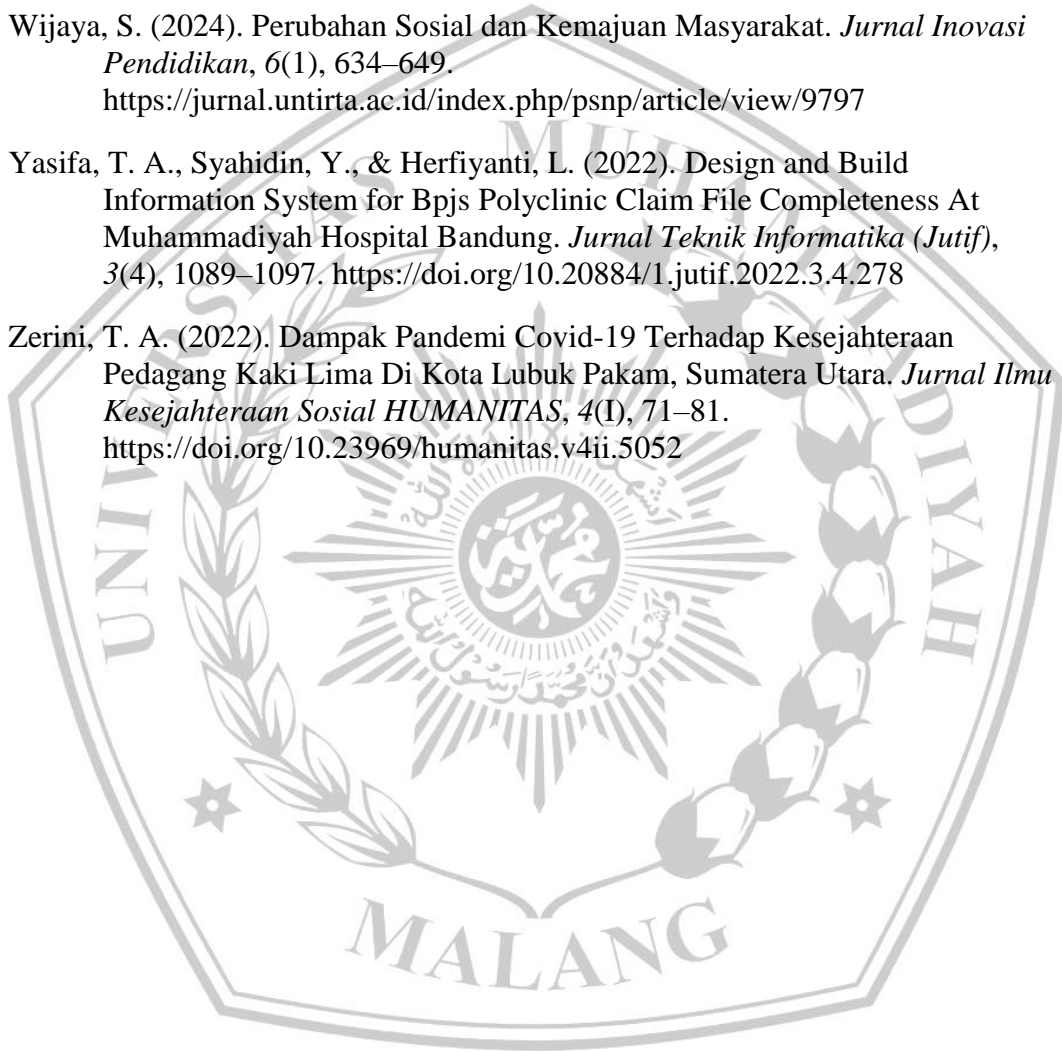 Wijaya, S. (2024). Perubahan Sosial dan Kemajuan Masyarakat. Jurnal Inovasi
Pendidikan, 6(1), 634–649.
https://jurnal.untirta.ac.id/index.php/psnp/article/view/9797
Yasifa, T. A., Syahidin, Y., & Herfiyanti, L. (2022). Design and Build
Information System for Bpjs Polyclinic Claim File Completeness At
Muhammadiyah Hospital Bandung. Jurnal Teknik Informatika (Jutif),
3(4), 1089–1097. https://doi.org/10.20884/1.jutif.2022.3.4.278
Zerini, T. A. (2022). Dampak Pandemi Covid-19 Terhadap Kesejahteraan
Pedagang Kaki Lima Di Kota Lubuk Pakam, Sumatera Utara. Jurnal Ilmu
Kesejahteraan Sosial HUMANITAS, 4(I), 71–81.
https://doi.org/10.23969/humanitas.v4ii.5052
UNIVERSITAS MUHAMMADIYAH
MALANG